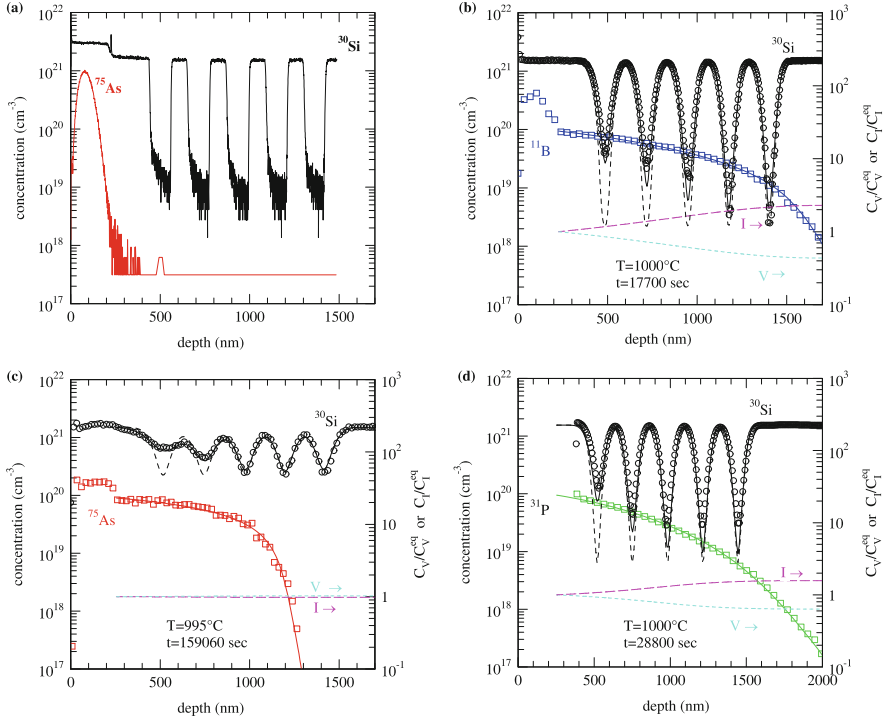 (a)
10^22
10^21
10^20
10^19
10^18
10^17
concentration (cm^-3)
^30Si
^75As
0 500 1000 1500
depth (nm)
(b)
10^22
10^21
10^20
10^19
10^18
10^17
concentration (cm^-3)
^30Si
^11B
I →
V →
T=1000°C
t=17700 sec
10^3
10^2
10
1
10^-1
C_V/C_V^eq or C_I/C_I^eq
0 500 1000 1500
depth (nm)
(c)
10^22
10^21
10^20
10^19
10^18
10^17
concentration (cm^-3)
^30Si
^75As
V →
I →
T=995°C
t=159060 sec
10^3
10^2
10
1
10^-1
C_V/C_V^eq or C_I/C_I^eq
0 500 1000 1500
depth (nm)
(d)
10^22
10^21
10^20
10^19
10^18
10^17
concentration (cm^-3)
^30Si
^31P
I →
V →
T=1000°C
t=28800 sec
10^3
10^2
10
1
10^-1
C_V/C_V^eq or C_I/C_I^eq
0 500 1000 1500 2000
depth (nm)